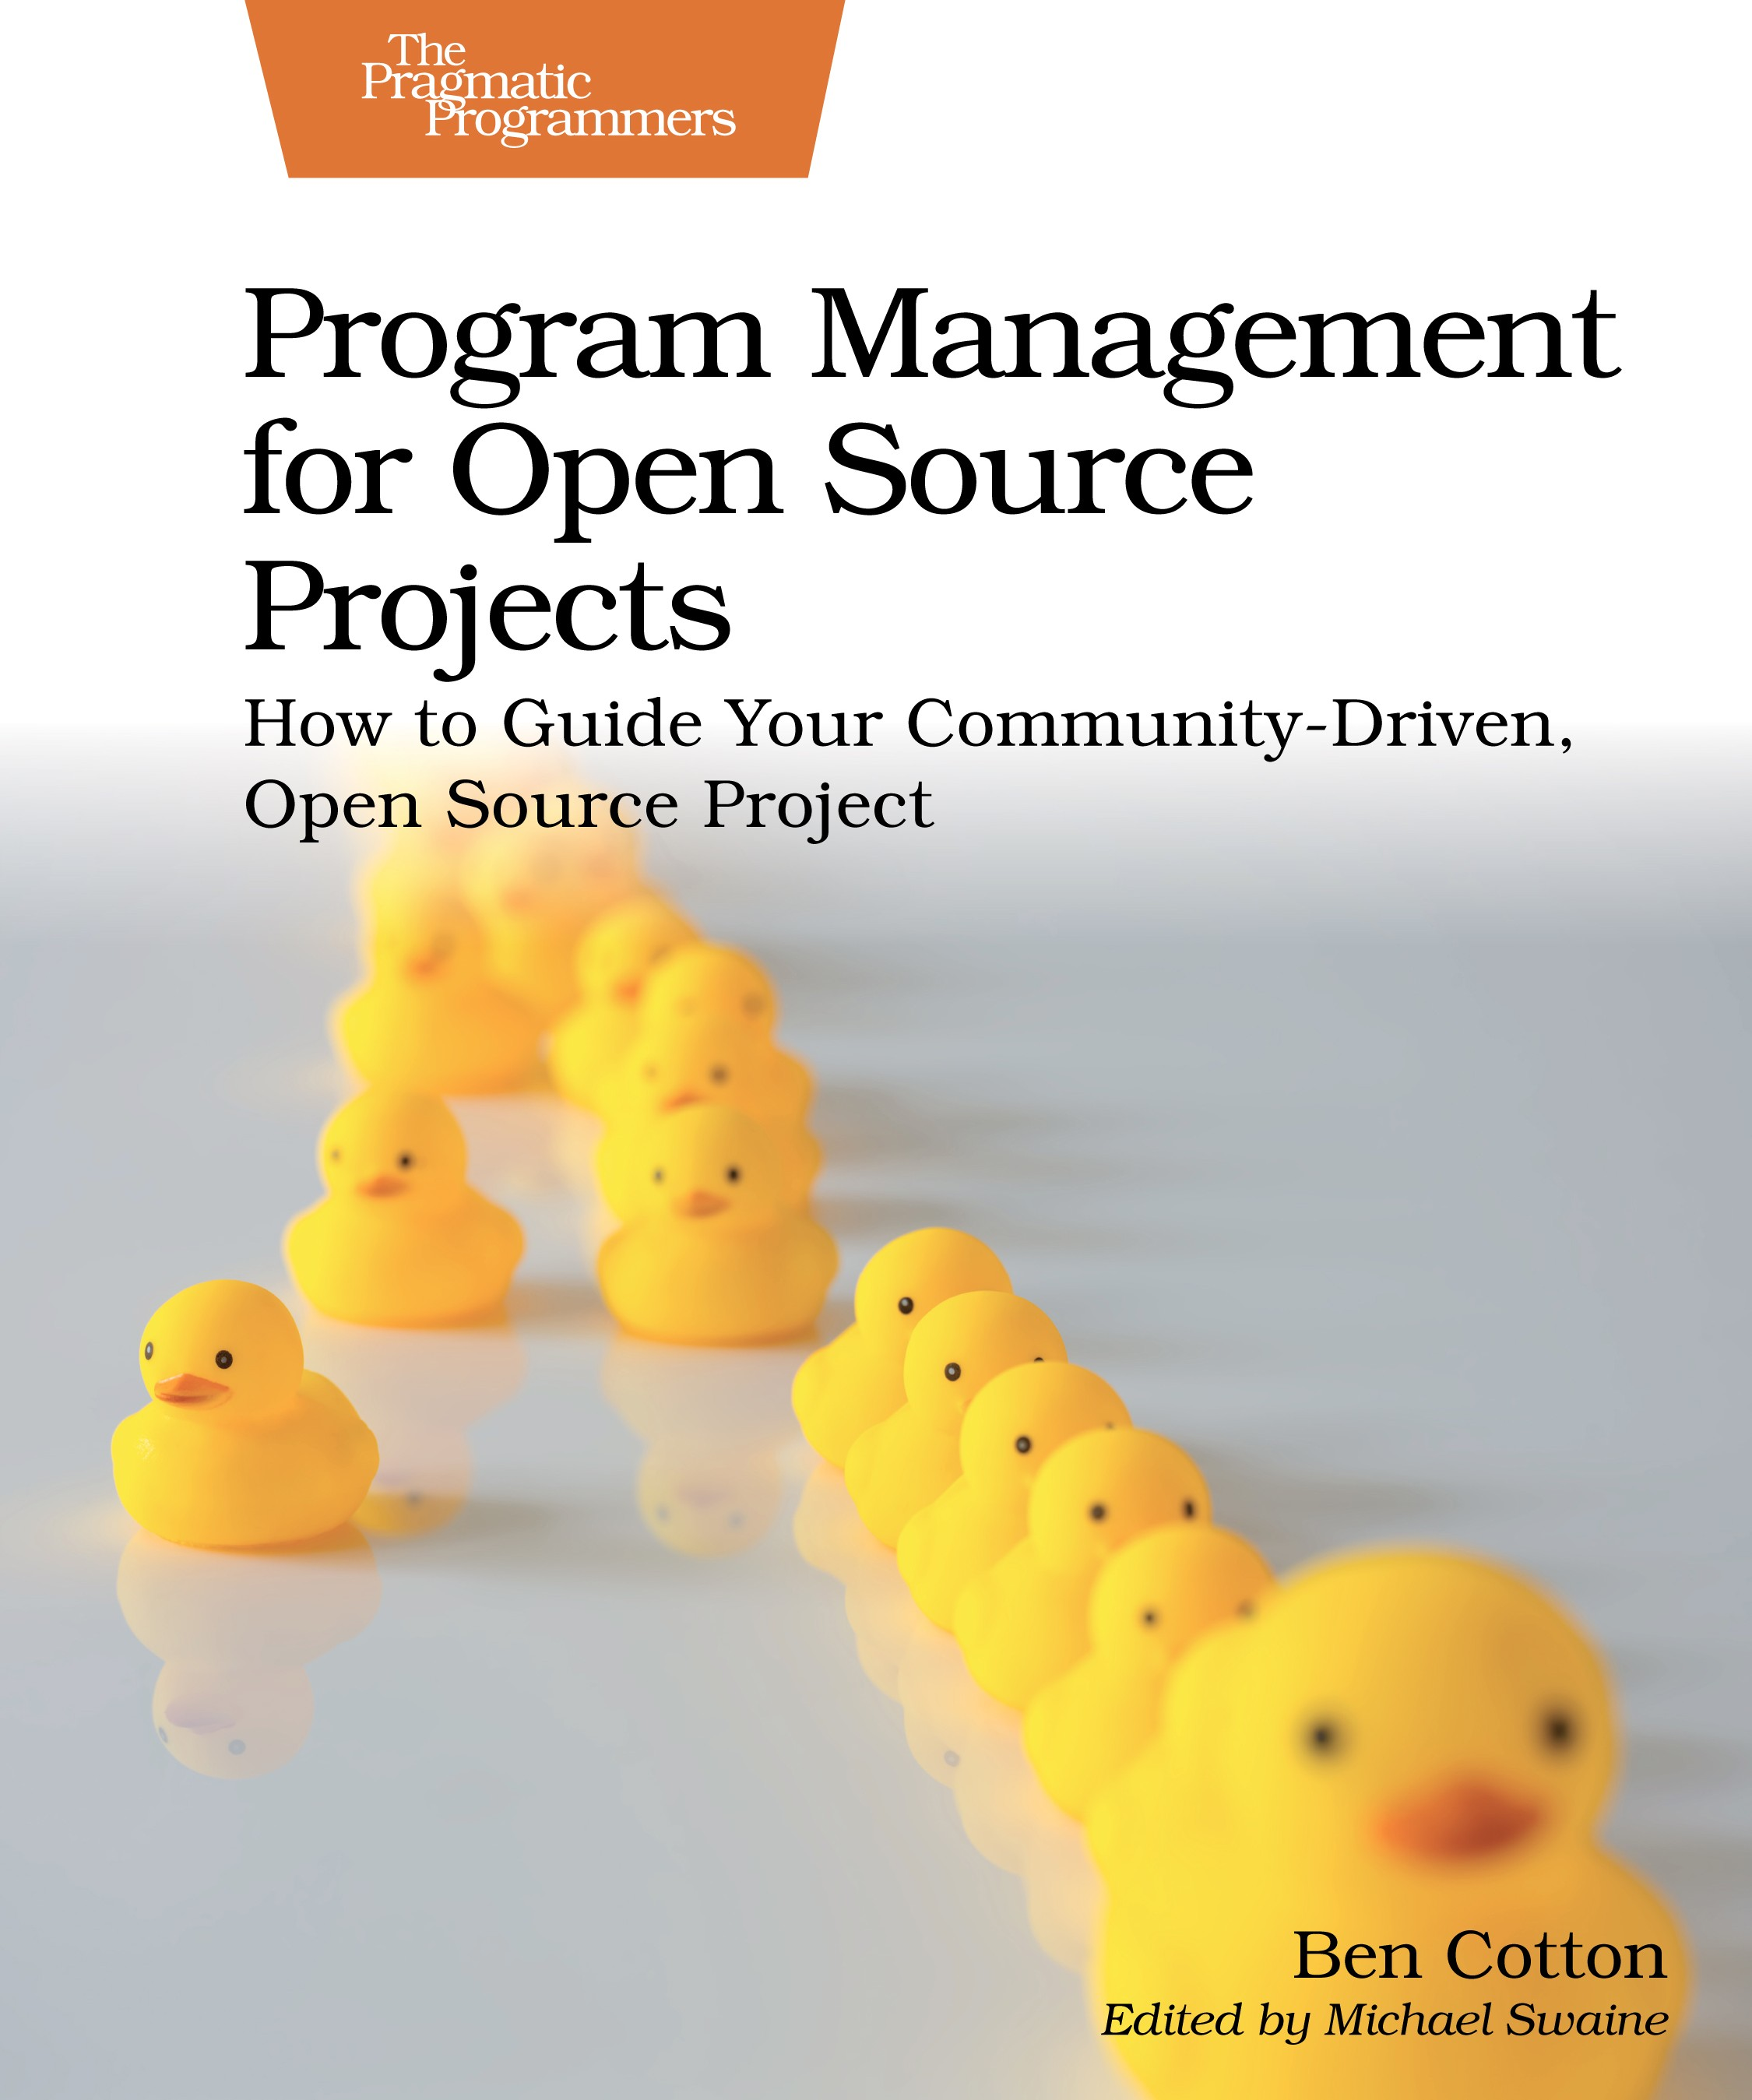 The
Pragmatic
Programmers
Program Management
for Open Source
Projects
How to Guide Your Community-Driven,
Open Source Project
Ben Cotton
Edited by Michael Swaine